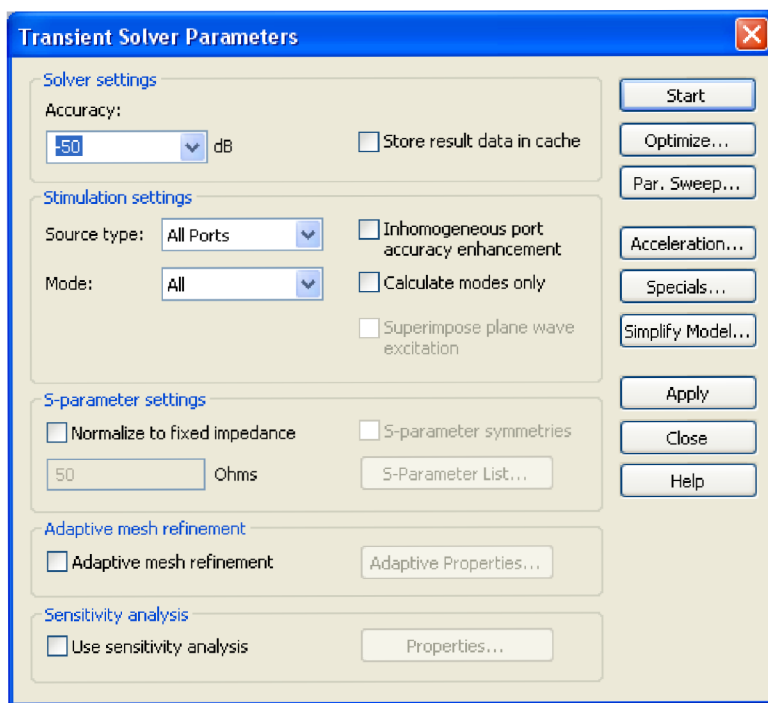 Transient Solver Parameters
Solver settings
Accuracy:
-50 dB
Store result data in cache
Stimulation settings
Source type: All Ports
Inhomogeneous port
accuracy enhancement
Mode: All
Calculate modes only
Superimpose plane wave
excitation
S-parameter settings
Normalize to fixed impedance
S-parameter symmetries
50 Ohms
S-Parameter List...
Adaptive mesh refinement
Adaptive mesh refinement
Adaptive Properties...
Sensitivity analysis
Use sensitivity analysis
Properties...
Start
Optimize...
Par. Sweep...
Acceleration...
Specials...
Simplify Model...
Apply
Close
Help